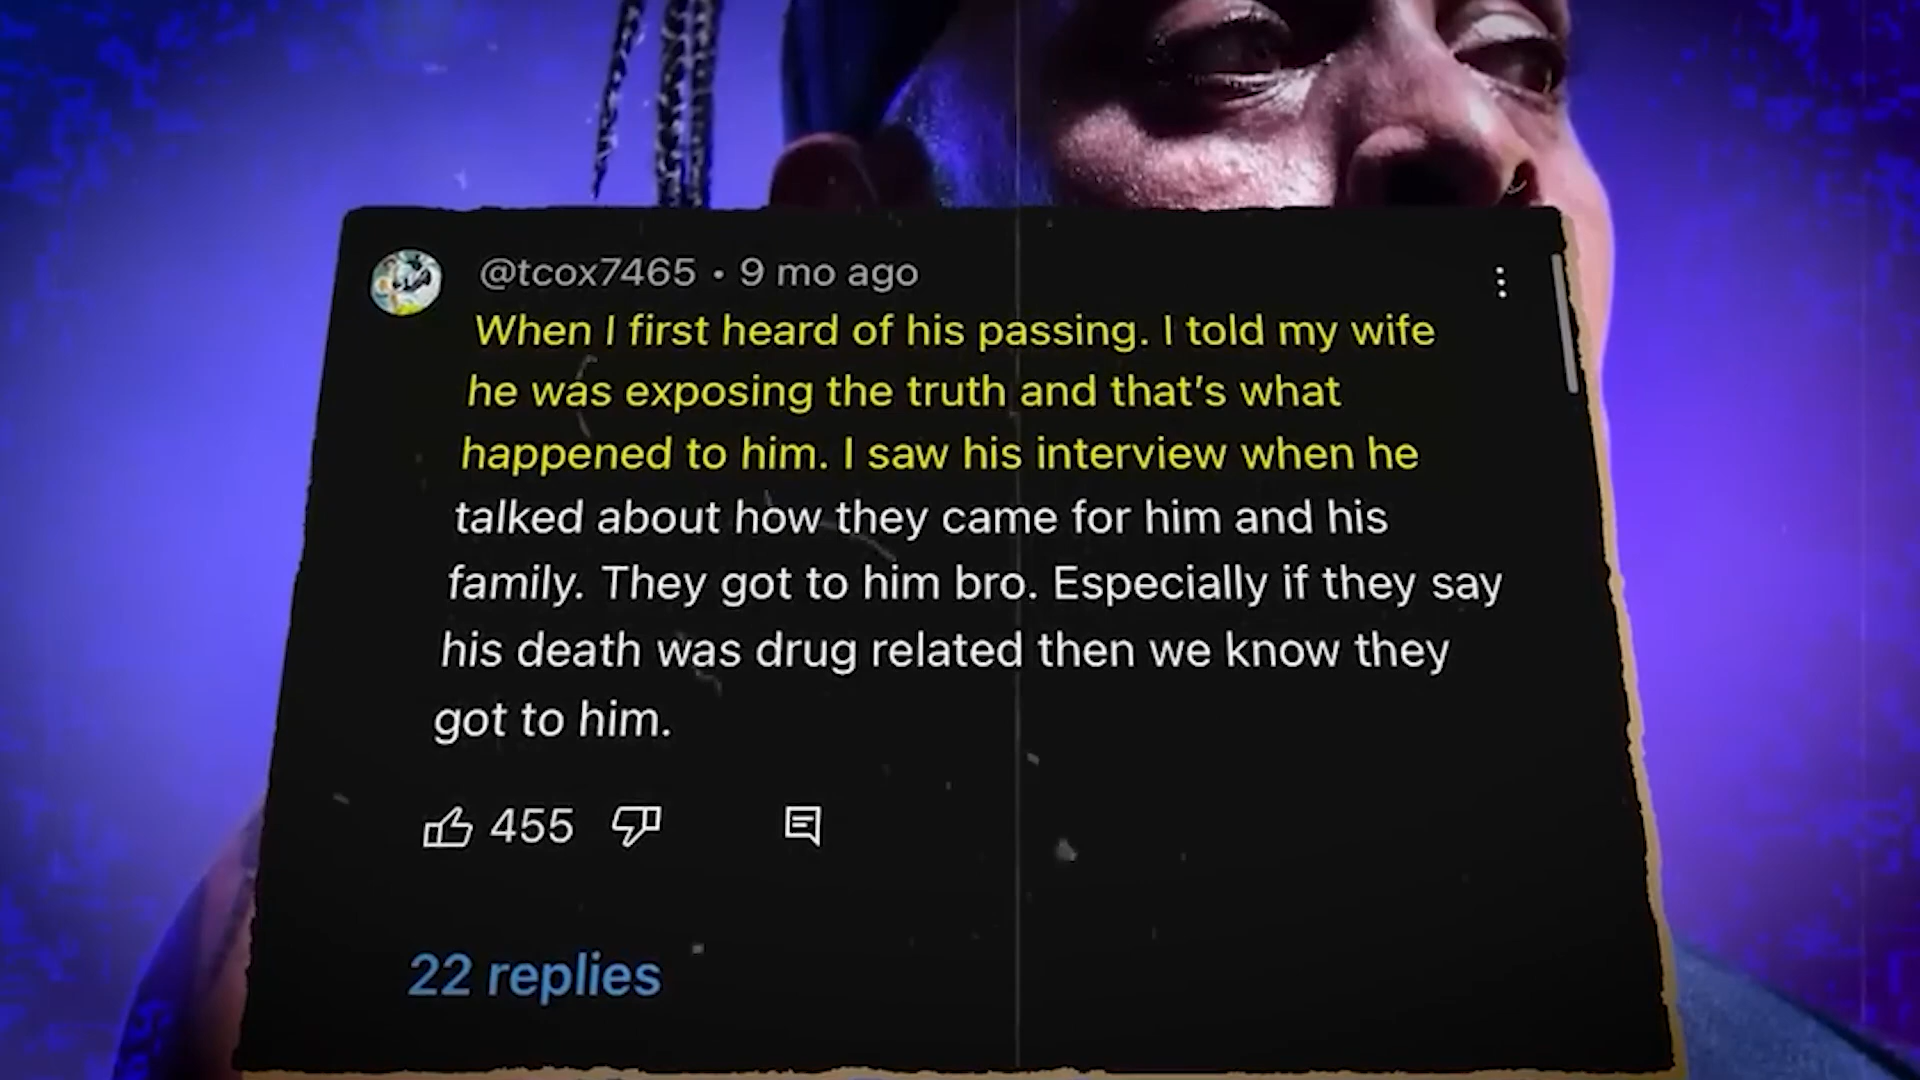 @tcox7465 • 9 mo ago
When I first heard of his passing. I told my wife
he was exposing the truth and that's what
happened to him. I saw his interview when he
talked about how they came for him and his
family. They got to him bro. Especially if they say
his death was drug related then we know they
got to him.
455
22 replies